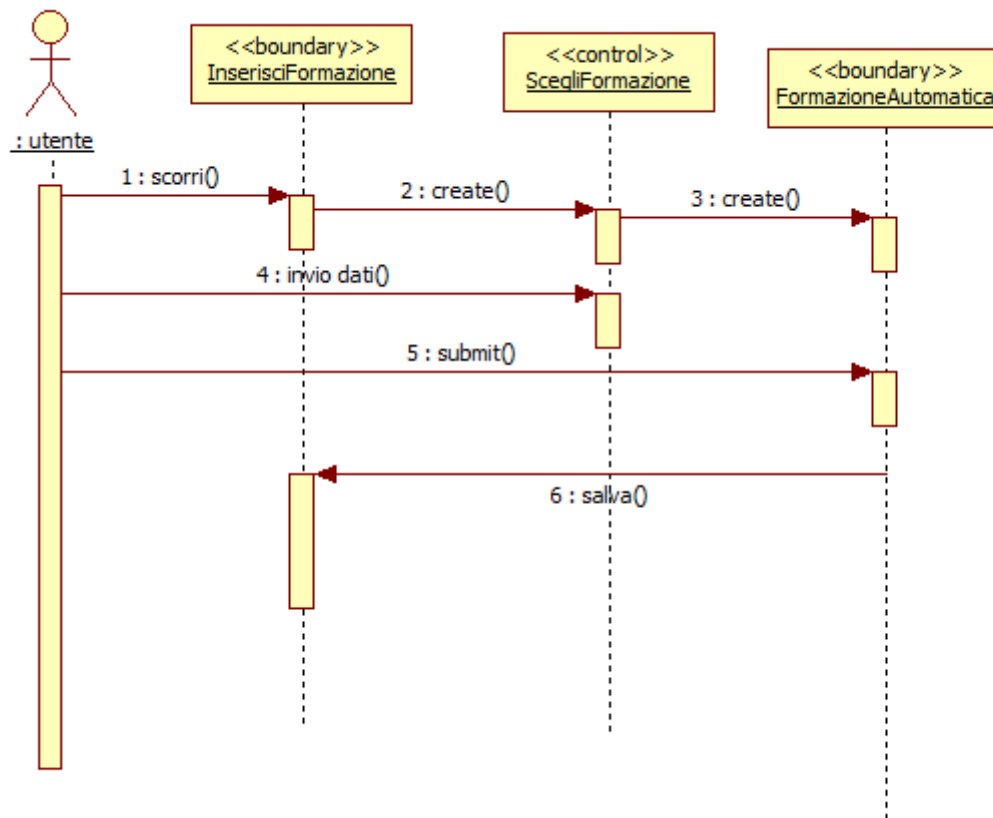 <<boundary>>
InserisciFormazione
<<control>>
ScegliFormazione
<<boundary>>
FormazioneAutomatica
: utente
1 : scorri()
2 : create()
3 : create()
4 : invio dati()
5 : submit()
6 : salva()